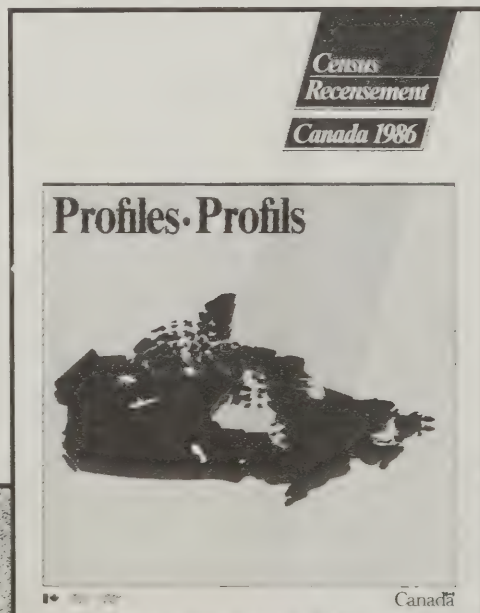 Census
Recensement
Canada 1986
Profiles • Profils
Canada